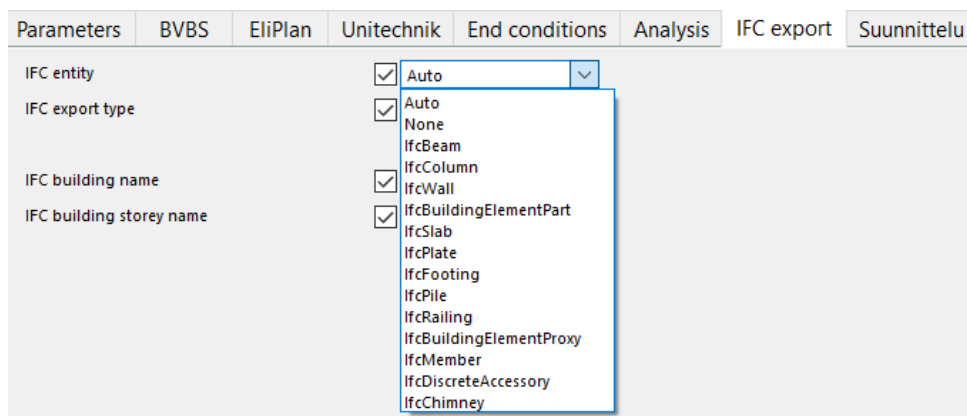 Parameters BVBS EliPlan Unitechnik End conditions Analysis IFC export Suunnittelu
IFC entity Auto
IFC export type
IFC building name
IFC building storey name
Auto
None
IfcBeam
IfcColumn
IfcWall
IfcBuildingElementPart
IfcSlab
IfcPlate
IfcFooting
IfcPile
IfcRailing
IfcBuildingElementProxy
IfcMember
IfcDiscreteAccessory
IfcChimney